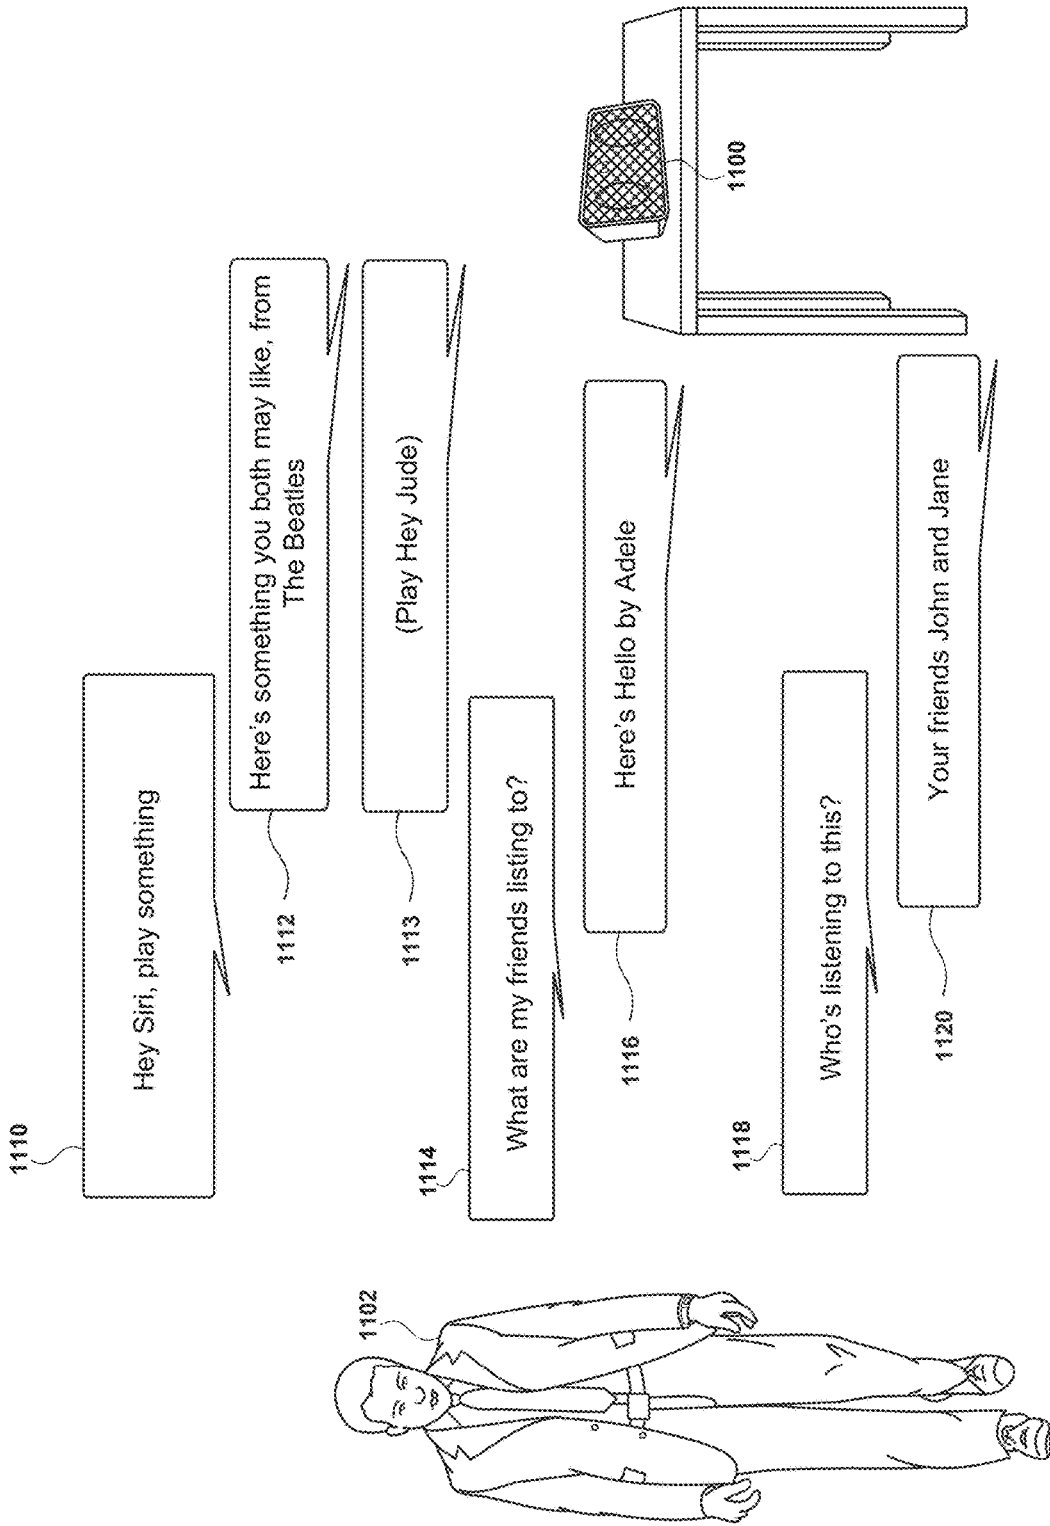 1110
Hey Siri, play something
Here's something you both may like, from
The Beatles
1112
(Play Hey Jude)
1113
1114
What are my friends listing to?
Here's Hello by Adele
1116
1118
Who's listening to this?
Your friends John and Jane
1120
1102
1100